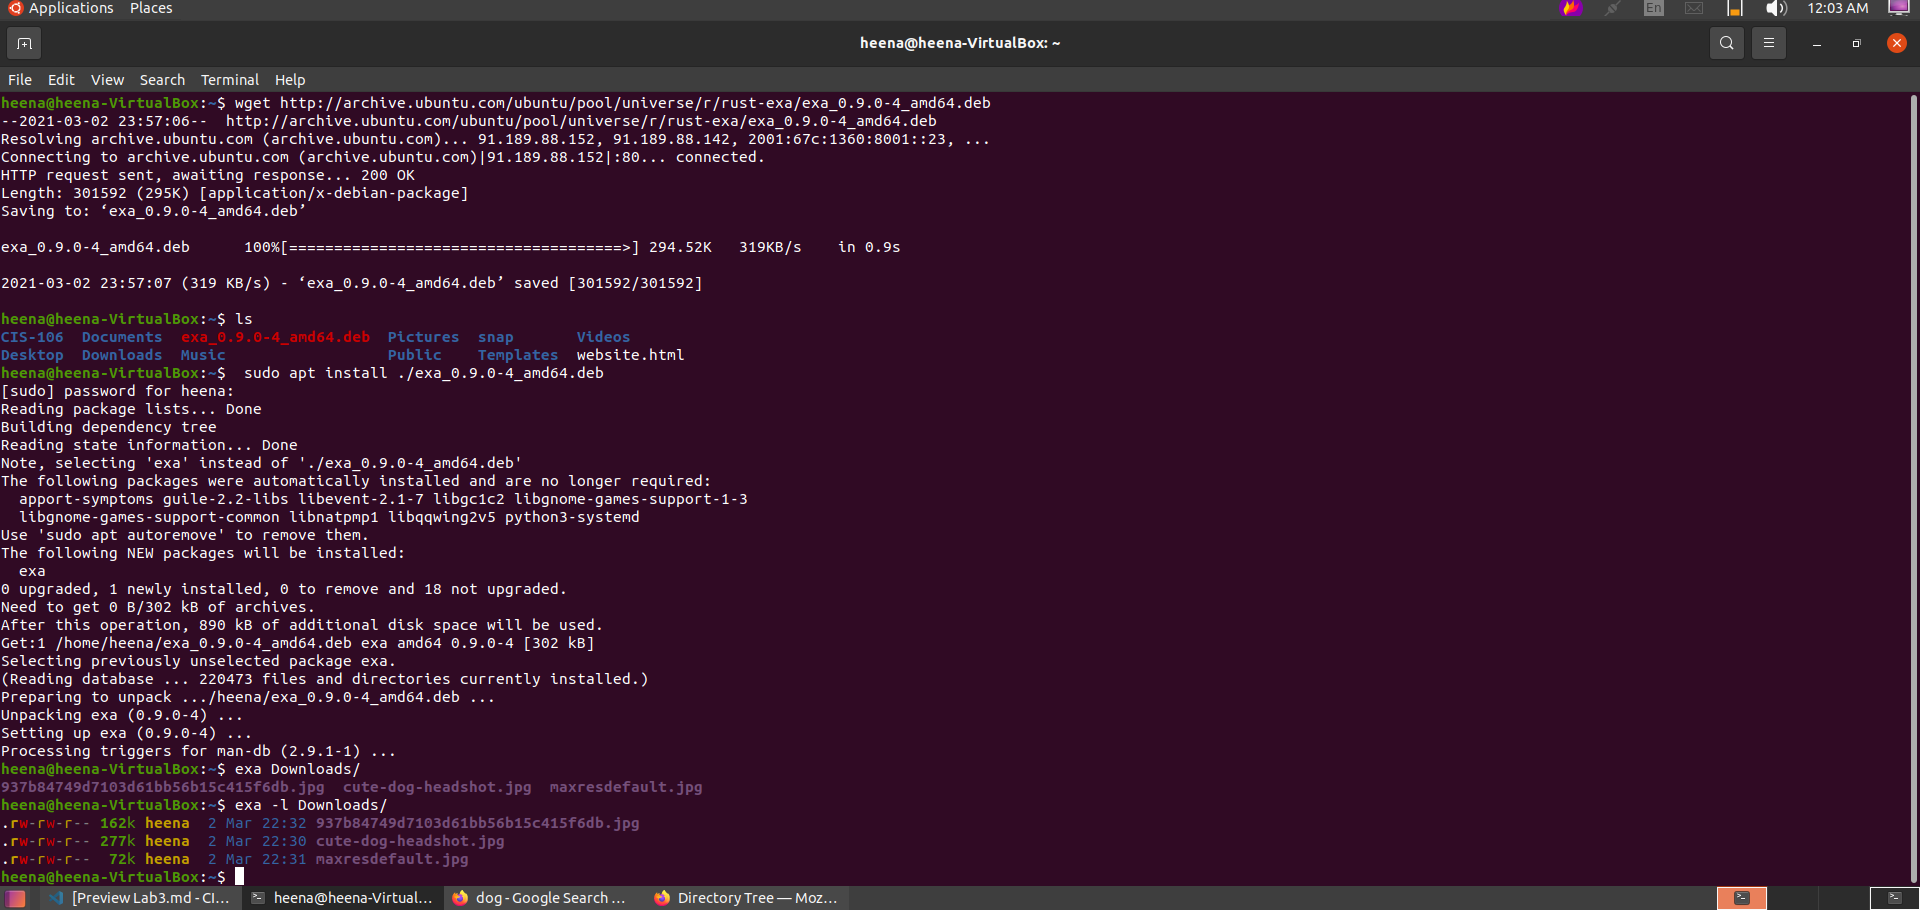 Applications Places En 12:03 AM
heena@heena-VirtualBox: ~
File Edit View Search Terminal Help
heena@heena-VirtualBox:~$ wget http://archive.ubuntu.com/ubuntu/pool/universe/r/rust-exa/exa_0.9.0-4_amd64.deb
--2021-03-02 23:57:06--  http://archive.ubuntu.com/ubuntu/pool/universe/r/rust-exa/exa_0.9.0-4_amd64.deb
Resolving archive.ubuntu.com (archive.ubuntu.com)... 91.189.88.152, 91.189.88.142, 2001:67c:1360:8001::23, ...
Connecting to archive.ubuntu.com (archive.ubuntu.com)|91.189.88.152|:80... connected.
HTTP request sent, awaiting response... 200 OK
Length: 301592 (295K) [application/x-debian-package]
Saving to: ‘exa_0.9.0-4_amd64.deb’
exa_0.9.0-4_amd64.deb      100%[=====================================>] 294.52K   319KB/s    in 0.9s
2021-03-02 23:57:07 (319 KB/s) - ‘exa_0.9.0-4_amd64.deb’ saved [301592/301592]
heena@heena-VirtualBox:~$ ls
CIS-106  Documents  exa_0.9.0-4_amd64.deb  Pictures  snap       Videos
Desktop  Downloads  Music                  Public    Templates  website.html
heena@heena-VirtualBox:~$  sudo apt install ./exa_0.9.0-4_amd64.deb
[sudo] password for heena:
Reading package lists... Done
Building dependency tree
Reading state information... Done
Note, selecting 'exa' instead of './exa_0.9.0-4_amd64.deb'
The following packages were automatically installed and are no longer required:
  apport-symptoms guile-2.2-libs libevent-2.1-7 libgc1c2 libgnome-games-support-1-3
  libgnome-games-support-common libnatpmp1 libqqwing2v5 python3-systemd
Use 'sudo apt autoremove' to remove them.
The following NEW packages will be installed:
  exa
0 upgraded, 1 newly installed, 0 to remove and 18 not upgraded.
Need to get 0 B/302 kB of archives.
After this operation, 890 kB of additional disk space will be used.
Get:1 /home/heena/exa_0.9.0-4_amd64.deb exa amd64 0.9.0-4 [302 kB]
Selecting previously unselected package exa.
(Reading database ... 220473 files and directories currently installed.)
Preparing to unpack .../heena/exa_0.9.0-4_amd64.deb ...
Unpacking exa (0.9.0-4) ...
Setting up exa (0.9.0-4) ...
Processing triggers for man-db (2.9.1-1) ...
heena@heena-VirtualBox:~$ exa Downloads/
937b84749d7103d61bb56b15c415f6db.jpg  cute-dog-headshot.jpg  maxresdefault.jpg
heena@heena-VirtualBox:~$ exa -l Downloads/
.rw-rw-r-- 162k heena  2 Mar 22:32 937b84749d7103d61bb56b15c415f6db.jpg
.rw-rw-r-- 277k heena  2 Mar 22:30 cute-dog-headshot.jpg
.rw-rw-r--  72k heena  2 Mar 22:31 maxresdefault.jpg
heena@heena-VirtualBox:~$
[Preview Lab3.md - CI... heena@heena-Virtual... dog - Google Search ... Directory Tree — Moz...